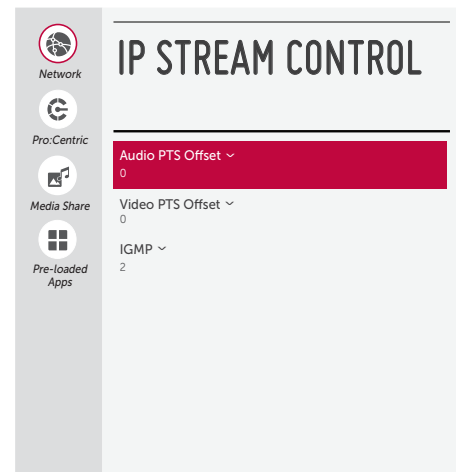 Network
Pro:Centric
Media Share
Pre-loaded
Apps
IP STREAM CONTROL
Audio PTS Offset
0
Video PTS Offset
0
IGMP
2